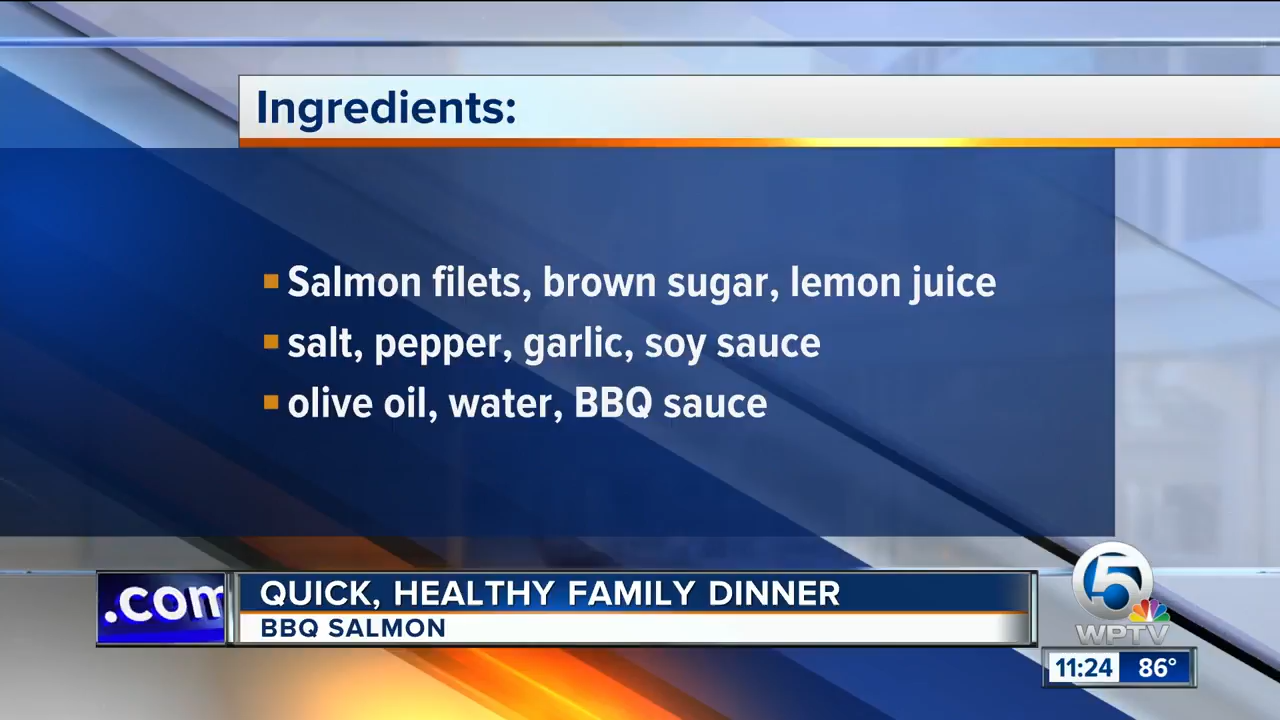 Ingredients:
Salmon filets, brown sugar, lemon juice
salt, pepper, garlic, soy sauce
olive oil, water, BBQ sauce
.com
QUICK, HEALTHY FAMILY DINNER
BBQ SALMON
5
WPTV
11:24 86°